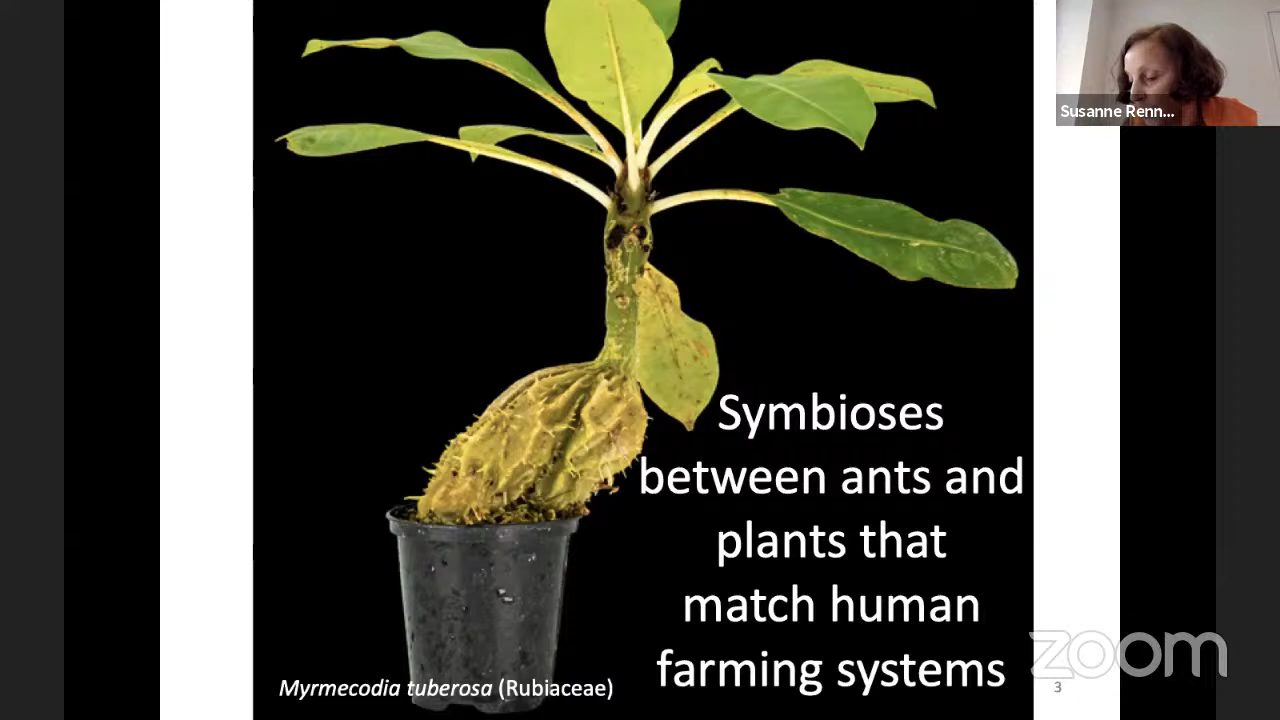 Susanne Renn...
Symbioses
between ants and
plants that
match human
farming systems
Myrmecodia tuberosa (Rubiaceae)
3
zoom